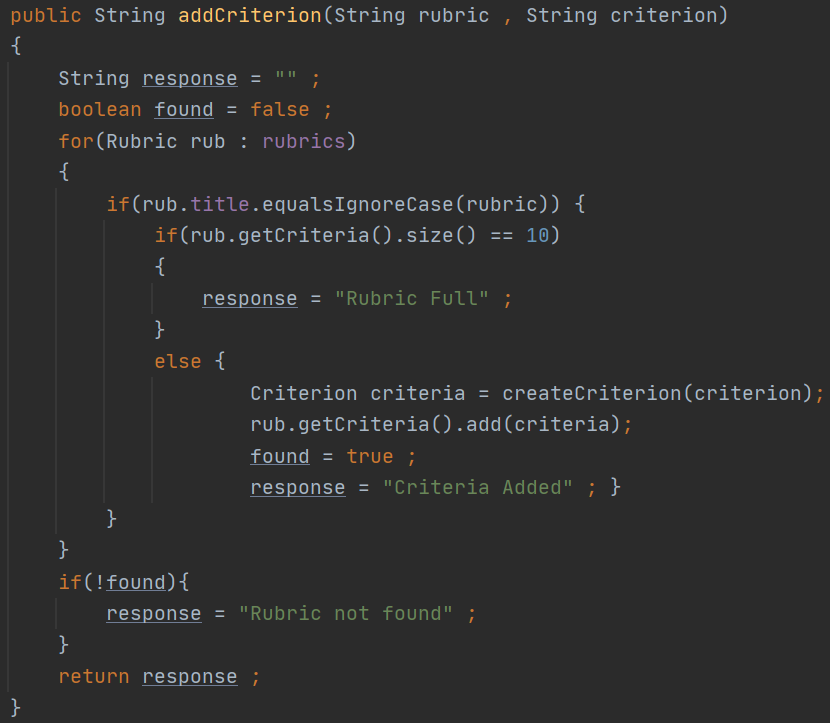 public String addCriterion(String rubric , String criterion)
{
    String response = "" ;
    boolean found = false ;
    for(Rubric rub : rubrics)
    {
        if(rub.title.equalsIgnoreCase(rubric)) {
            if(rub.getCriteria().size() == 10)
            {
                response = "Rubric Full" ;
            }
            else {
                    Criterion criteria = createCriterion(criterion);
                    rub.getCriteria().add(criteria);
                    found = true ;
                    response = "Criteria Added" ; }
        }
    }
    if(!found){
        response = "Rubric not found" ;
    }
    return response ;
}